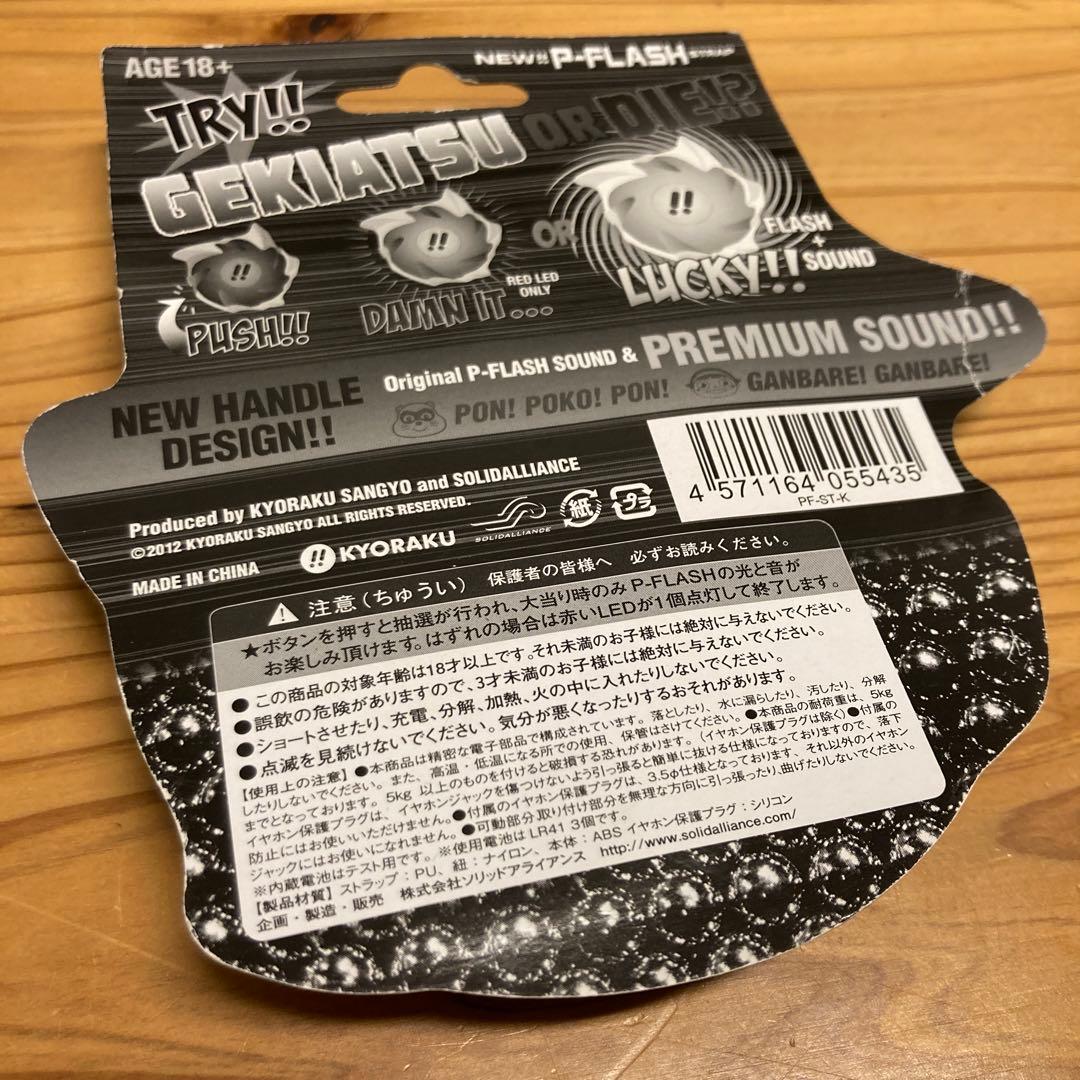 AGE18+
NEW!! P-FLASH STRAP
TRY!!
GEKIATSU OR DIE!?
!!
!!
!!
PUSH!!
DAMN IT...
RED LED
ONLY
OR
LUCKY!!
FLASH
+
SOUND
NEW HANDLE
DESIGN!!
Original P-FLASH SOUND & PREMIUM SOUND!!
PON! POKO! PON!
GANBARE! GANBARE!
4 571164 055435
PF-ST-K
Produced by KYORAKU SANGYO and SOLIDALLIANCE
©2012 KYORAKU SANGYO ALL RIGHTS RESERVED.
MADE IN CHINA
!! KYORAKU
SOLIDALLIANCE
紙
プラ
注意(ちゅうい) 保護者の皆様へ 必ずお読みください。
★ボタンを押すと抽選が行われ、大当り時のみ P-FLASHの光と音が
お楽しみ頂けます。はずれの場合は赤いLEDが1個点灯して終了します。
●この商品の対象年齢は18才以上です。それ未満のお子様には絶対に与えないでください。
●誤飲の危険がありますので、3才未満のお子様には絶対に与えないでください。
●ショートさせたり、充電、分解、加熱、火の中に入れたりしないでください。
●点滅を見続けないでください。気分が悪くなったりするおそれがあります。
【使用上の注意】●本商品は精密な電子部品で構成されています。落としたり、水に濡らしたり、汚したり、分解
したりしないでください。また、高温・低温になる所での使用、保管はさけてください。●本商品の耐荷重は、5kg
までとなっております。5kg以上のものを付けると破損する恐れがあります。(イヤホン保護プラグは除く)●付属の
イヤホン保護プラグは、イヤホンジャックを傷つけないよう引っ張ると簡単に抜ける仕様になっておりますので、落下
防止にはお使いいただけません。●付属のイヤホン保護プラグは、3.5φ仕様となっております、それ以外のイヤホン
ジャックにはお使いになれません。●可動部分取り付け部分を無理な方向に引っ張ったり、曲げたりしないでください。
※内蔵電池はテスト用です。※使用電池はLR41 3個です。
【製品材質】ストラップ:PU、紐:ナイロン、本体:ABS イヤホン保護プラグ:シリコン
企画・製造・販売 株式会社ソリッドアライアンス http://www.solidalliance.com/